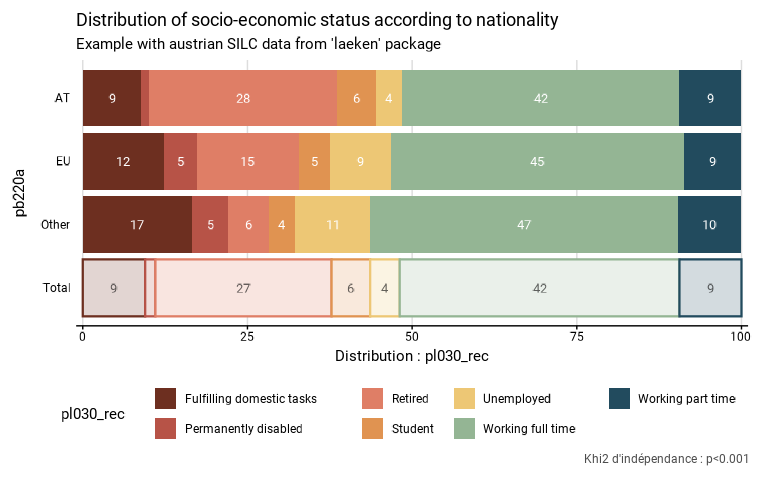 Distribution of socio-economic status according to nationality
Example with austrian SILC data from 'laeken' package
pb220a
AT 9 28 6 4 42 9
EU 12 5 15 5 9 45 9
Other 17 5 6 4 11 47 10
Total 9 27 6 4 42 9
0 25 50 75 100
Distribution : pl030_rec
pl030_rec
Fulfilling domestic tasks Retired Unemployed Working part time
Permanently disabled Student Working full time
Khi2 d'indépendance : p<0.001